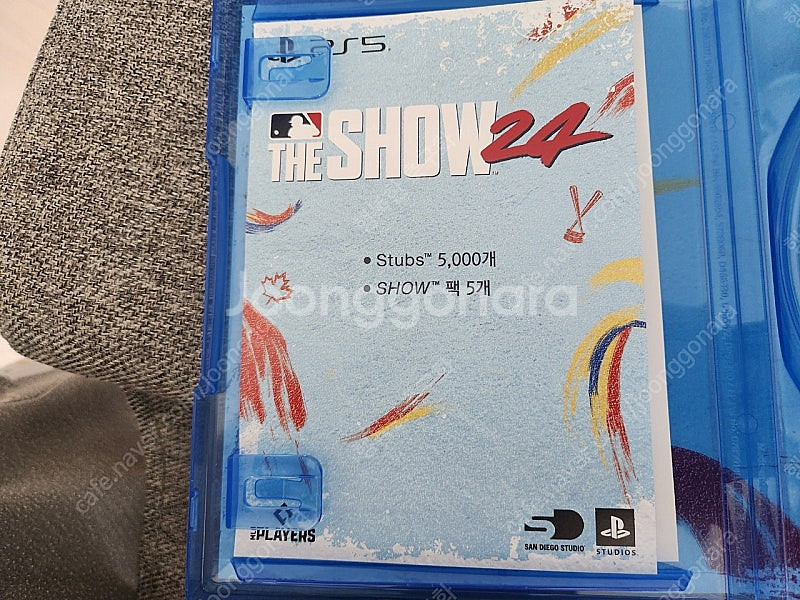 PS5
THE SHOW 24
• Stubs™ 5,000개
• SHOW™ 팩 5개
Joonggonara
PLAYERS
SAN DIEGO STUDIO
STUDIOS